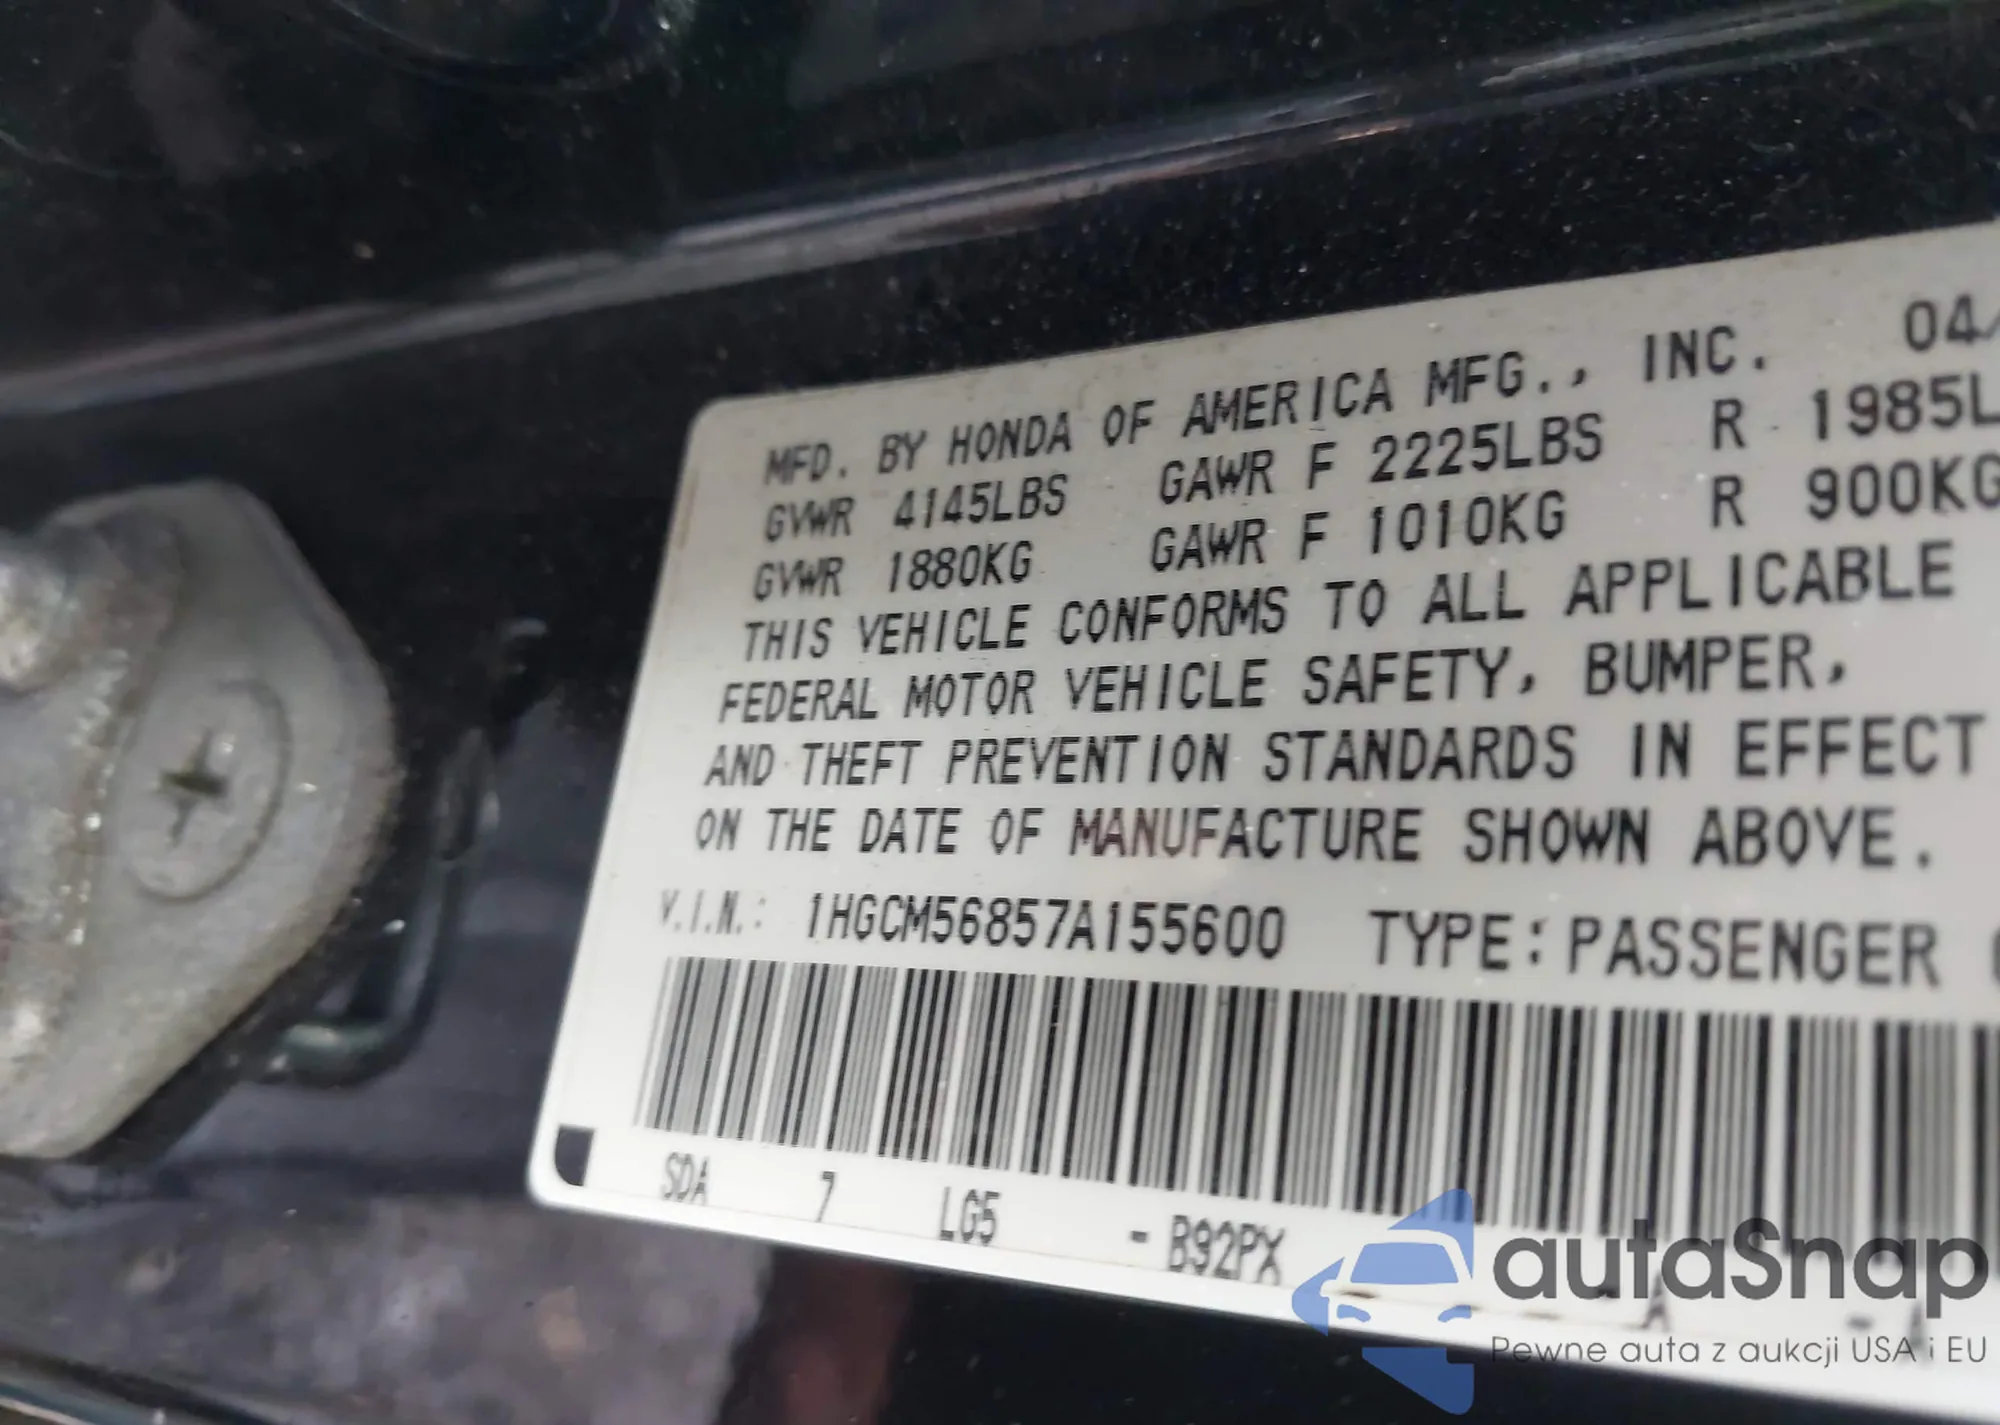 MFD. BY HONDA OF AMERICA MFG., INC. 04/
GVWR 4145LBS GAWR F 2225LBS R 1985L
GVWR 1880KG GAWR F 1010KG R 900KG
THIS VEHICLE CONFORMS TO ALL APPLICABLE
FEDERAL MOTOR VEHICLE SAFETY, BUMPER,
AND THEFT PREVENTION STANDARDS IN EFFECT
ON THE DATE OF MANUFACTURE SHOWN ABOVE.
V.I.N.: 1HGCM56857A155600 TYPE: PASSENGER
SDA 7 LG5 - B92PX A -
autaSnap
Pewne auta z aukcji USA i EU